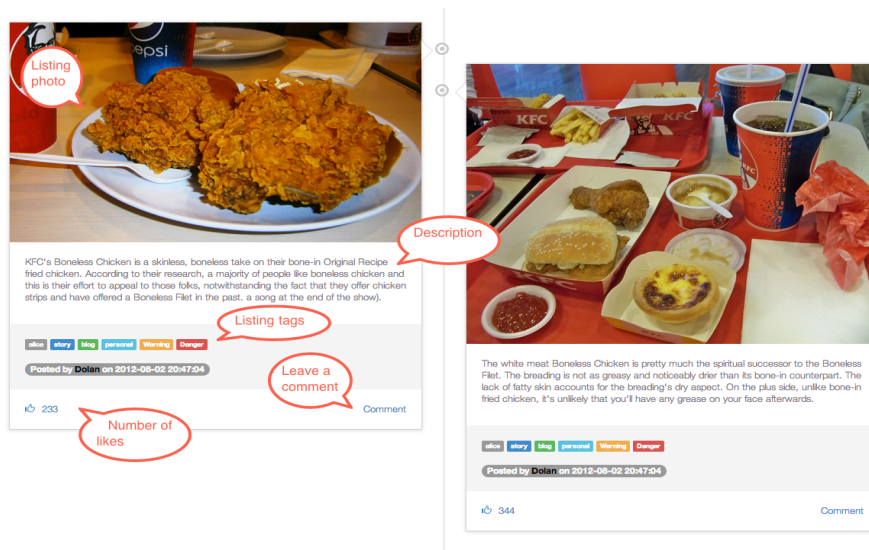 epsi
Listing
photo
KFC's Boneless Chicken is a skinless, boneless take on their bone-in Original Recipe
fried chicken. According to their research, a majority of people like boneless chicken and
this is their effort to appeal to those folks, notwithstanding the fact that they offer chicken
strips and have offered a Boneless Filet in the past. a song at the end of the show).
Description
Listing tags
alice story blog personal Warning Danger
Posted by Dolan on 2012-08-02 20:47:04
Leave a
comment
233
Comment
Number of
likes
KFC
KFC
KFC
KFC
The white meat Boneless Chicken is pretty much the spiritual successor to the Boneless
Filet. The breading is not as greasy and noticeably drier than its bone-in counterpart. The
lack of fatty skin accounts for the breading's dry aspect. On the plus side, unlike bone-in
fried chicken, it's unlikely that you'll have any grease on your face afterwards.
alice story blog personal Warning Danger
Posted by Dolan on 2012-08-02 20:47:04
344
Comment